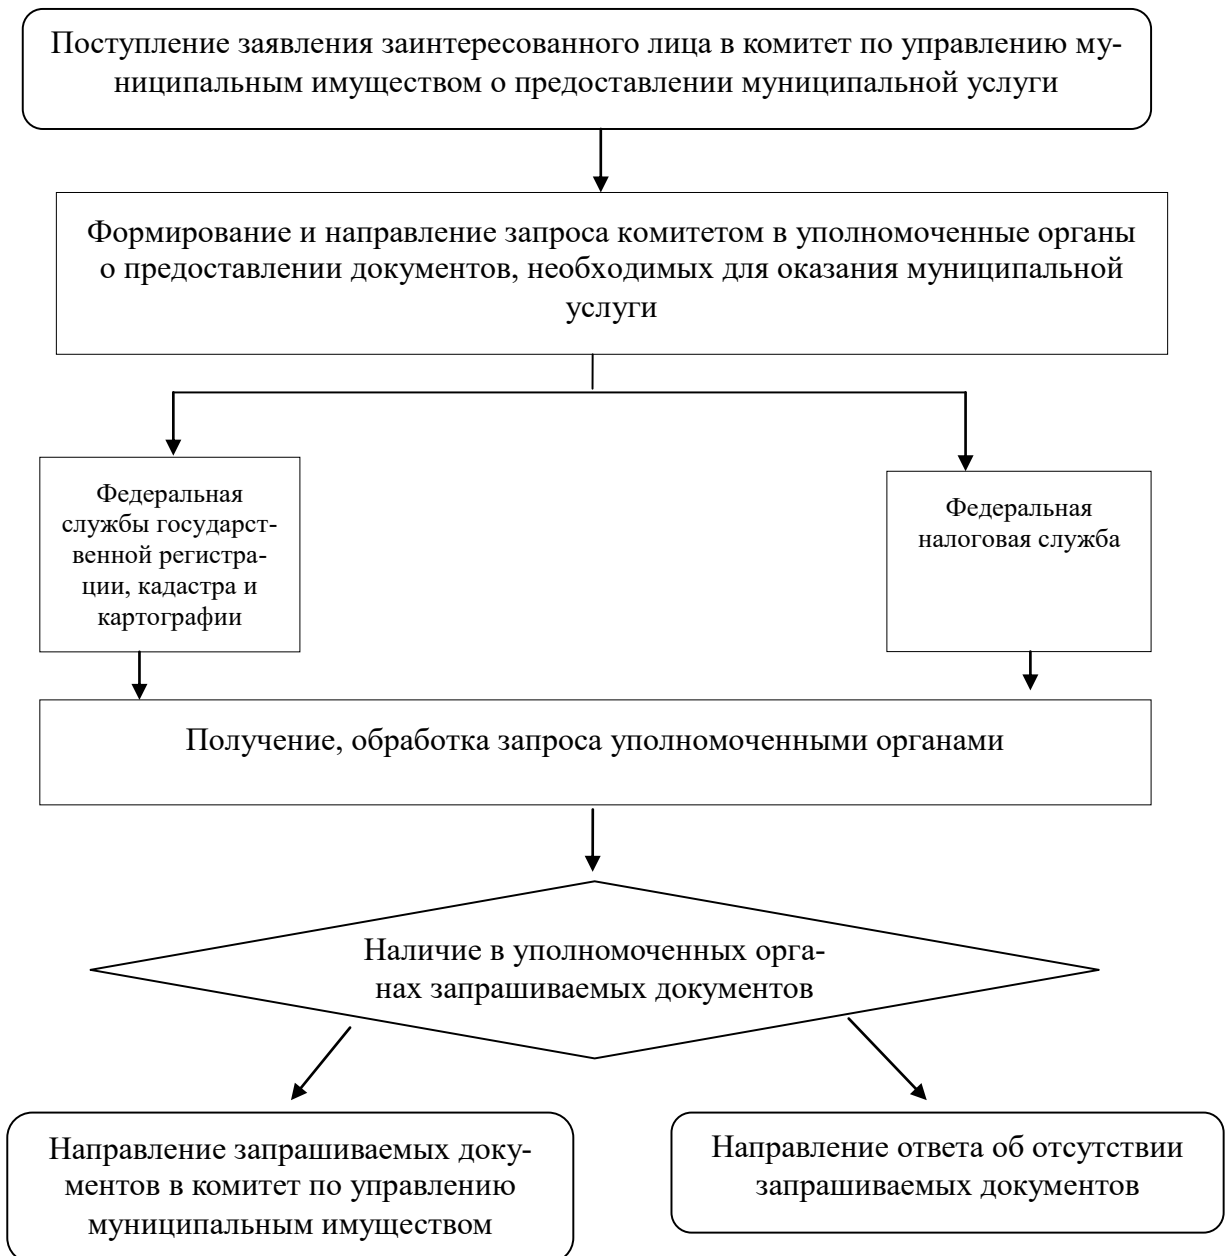 Поступление заявления заинтересованного лица в комитет по управлению му-
ниципальным имуществом о предоставлении муниципальной услуги
Формирование и направление запроса комитетом в уполномоченные органы
о предоставлении документов, необходимых для оказания муниципальной
услуги
Федеральная
службы государст-
венной регистра-
ции, кадастра и
картографии
Федеральная
налоговая служба
Получение, обработка запроса уполномоченными органами
Наличие в уполномоченных орга-
нах запрашиваемых документов
Направление запрашиваемых доку-
ментов в комитет по управлению
муниципальным имуществом
Направление ответа об отсутствии
запрашиваемых документов